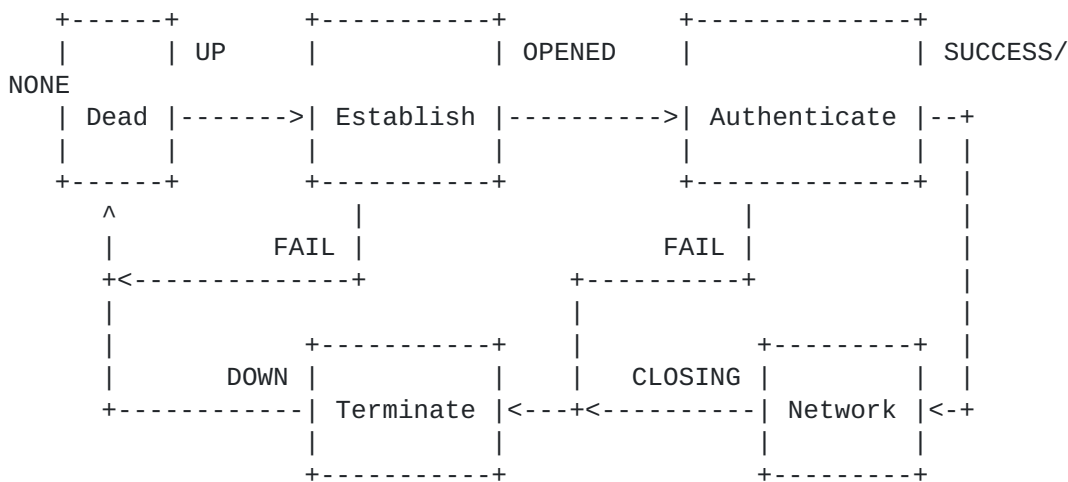 UP OPENED SUCCESS/
NONE
Dead Establish Authenticate
FAIL FAIL
DOWN CLOSING
Terminate Network